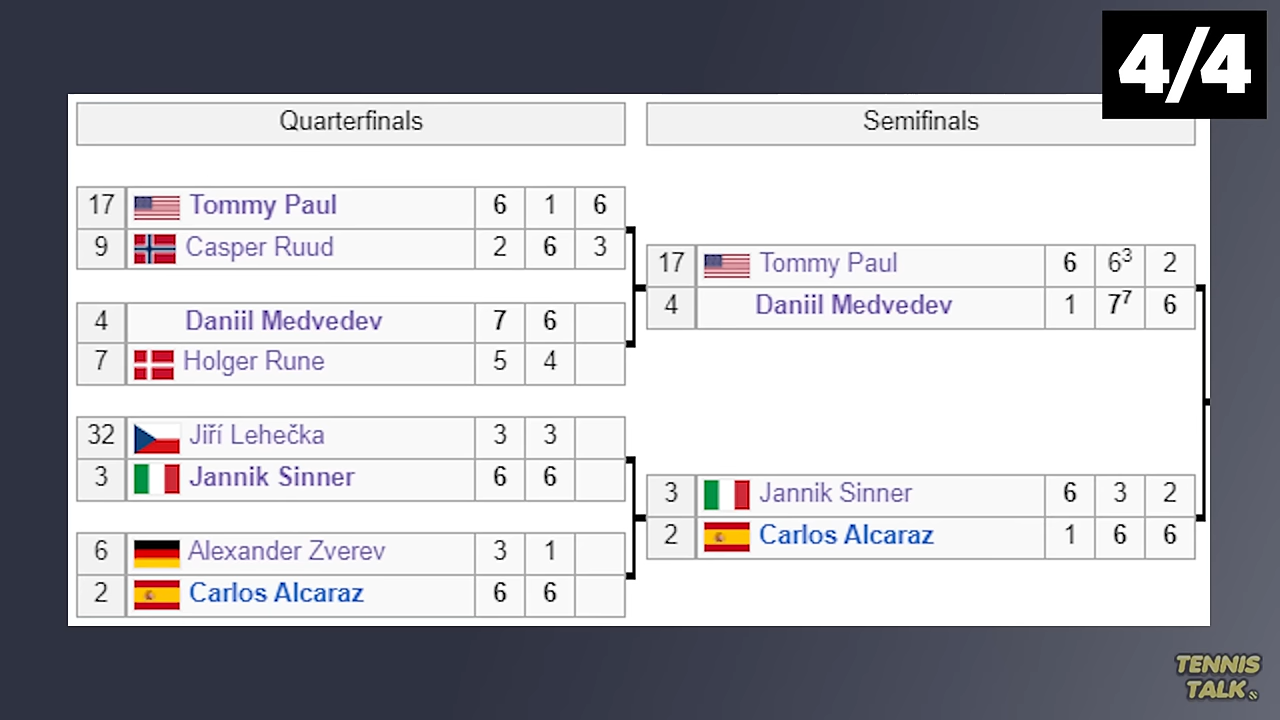 4/4
Quarterfinals
Semifinals
17 Tommy Paul 6 1 6
9 Casper Ruud 2 6 3
4 Daniil Medvedev 7 6
7 Holger Rune 5 4
32 Jiří Lehečka 3 3
3 Jannik Sinner 6 6
6 Alexander Zverev 3 1
2 Carlos Alcaraz 6 6
17 Tommy Paul 6 6³ 2
4 Daniil Medvedev 1 7⁷ 6
3 Jannik Sinner 6 3 2
2 Carlos Alcaraz 1 6 6
TENNIS
TALK